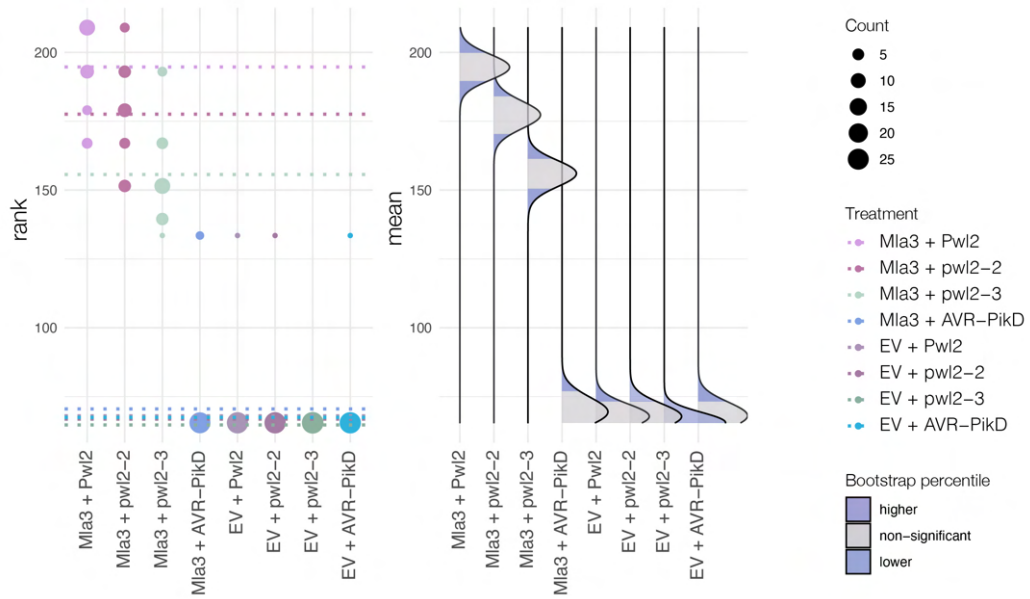 200
150
100
rank
Mla3 + Pwl2
Mla3 + pwl2−2
Mla3 + pwl2−3
Mla3 + AVR−PikD
EV + Pwl2
EV + pwl2−2
EV + pwl2−3
EV + AVR−PikD
200
150
100
mean
Mla3 + Pwl2
Mla3 + pwl2−2
Mla3 + pwl2−3
Mla3 + AVR−PikD
EV + Pwl2
EV + pwl2−2
EV + pwl2−3
EV + AVR−PikD
Count
5
10
15
20
25
Treatment
Mla3 + Pwl2
Mla3 + pwl2−2
Mla3 + pwl2−3
Mla3 + AVR−PikD
EV + Pwl2
EV + pwl2−2
EV + pwl2−3
EV + AVR−PikD
Bootstrap percentile
higher
non−significant
lower